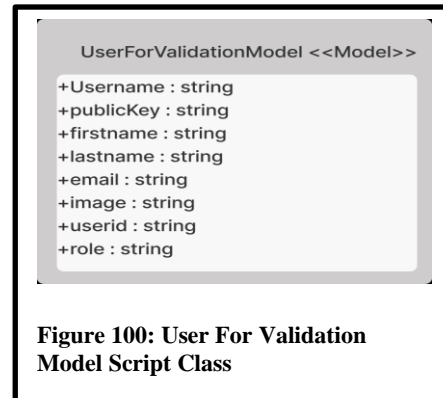 UserForValidationModel <<Model>>
+Username : string
+publicKey : string
+firstname : string
+lastname : string
+email : string
+image : string
+userid : string
+role : string
Figure 100: User For Validation
Model Script Class